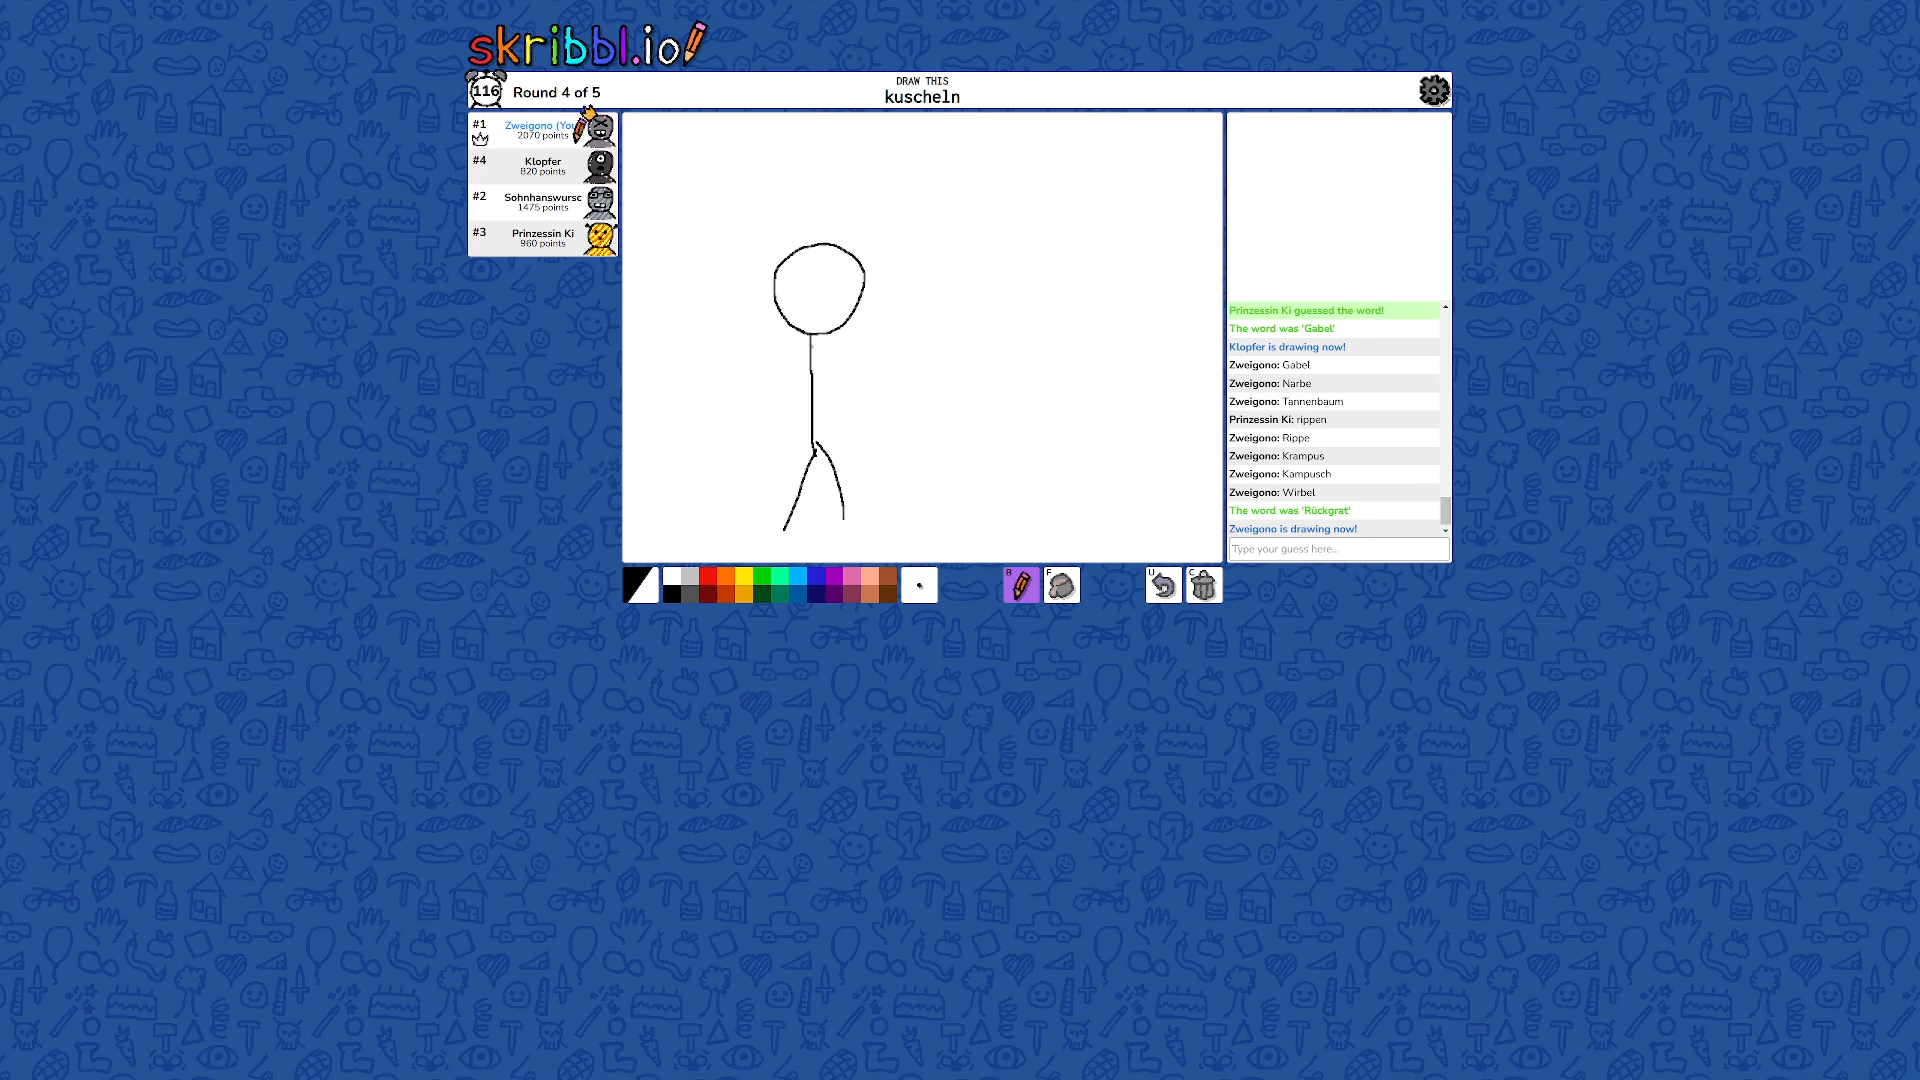 skribbl.io
DRAW THIS
116
Round 4 of 5
kuscheln
#1
Zweigono (You
2070 points
#4
Klopfer
820 points
#2
Sohnhanswursc
1475 points
#3
Prinzessin Ki
960 points
Prinzessin Ki guessed the word!
The word was 'Gabel'
Klopfer is drawing now!
Zweigono: Gabel
Zweigono: Narbe
Zweigono: Tannenbaum
Prinzessin Ki: rippen
Zweigono: Rippe
Zweigono: Krampus
Zweigono: Kampusch
Zweigono: Wirbel
The word was 'Rückgrat'
Zweigono is drawing now!
Type your guess here...
B
F
U
C